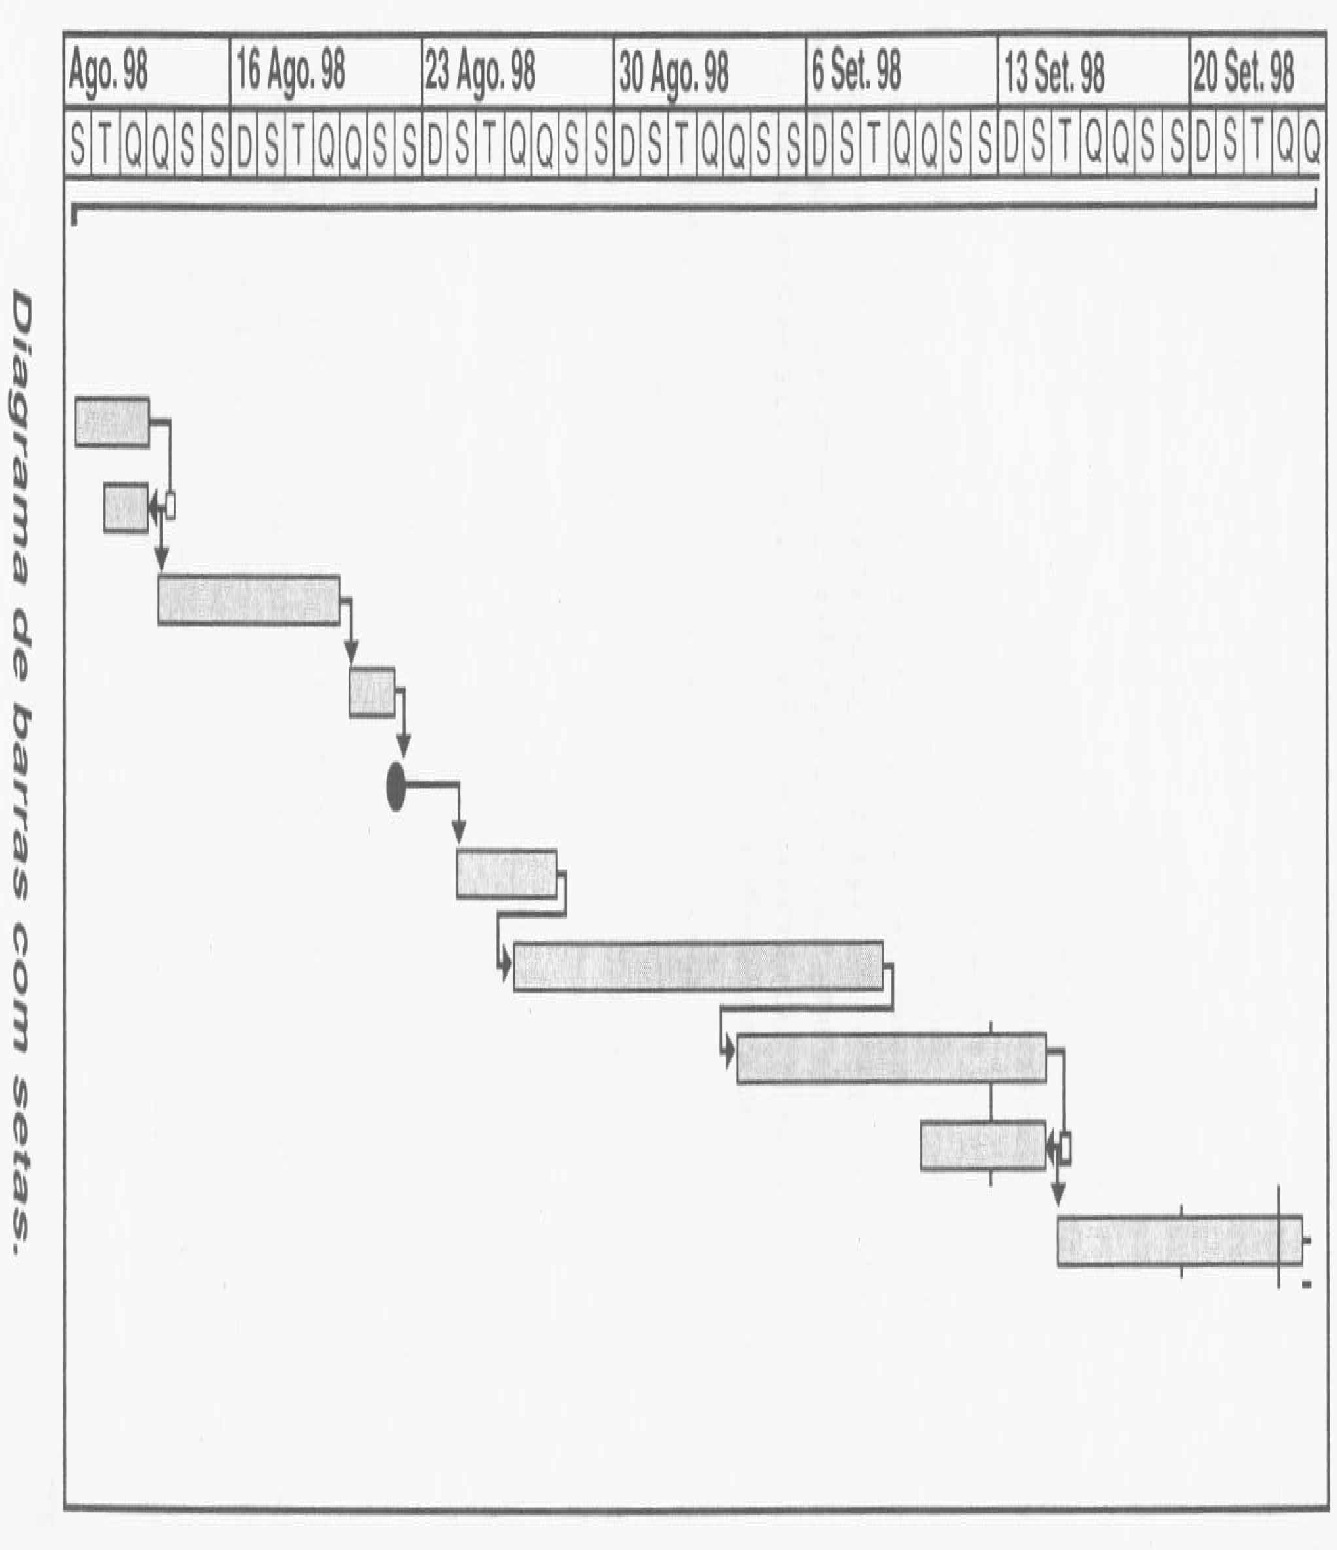 Ago. 98 16 Ago. 98 23 Ago. 98 30 Ago. 98 6 Set. 98 13 Set. 98 20 Set. 98
S T Q Q S S D S T Q Q S S D S T Q Q S S D S T Q Q S S D S T Q Q S S D S T Q Q S S D S T Q Q
Diagrama de barras com setas.